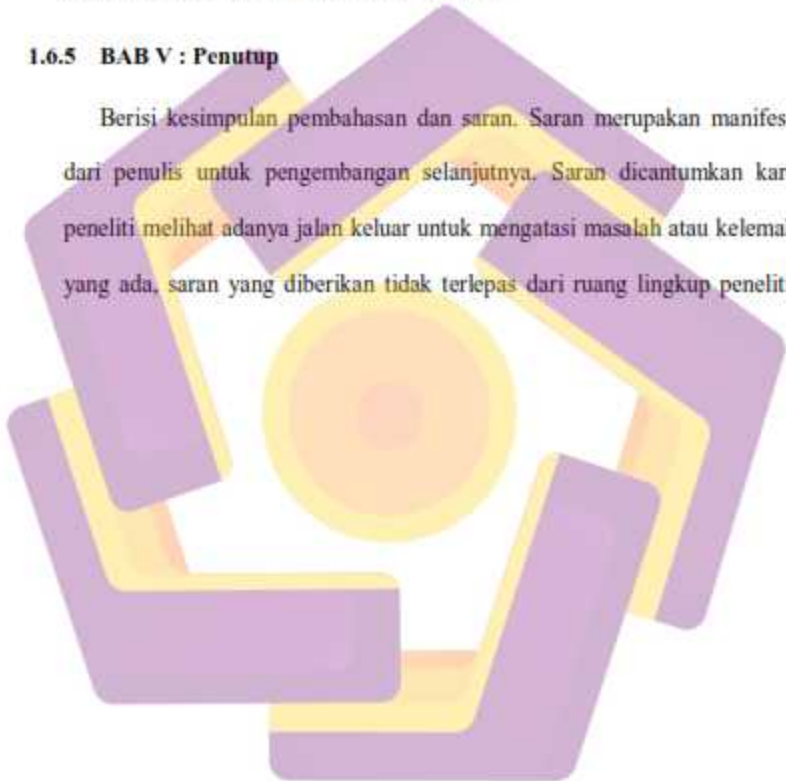 1.6.5 BAB V : Penutup
Berisi kesimpulan pembahasan dan saran. Saran merupakan manifes
dari penulis untuk pengembangan selanjutnya. Saran dicantumkan kar
peneliti melihat adanya jalan keluar untuk mengatasi masalah atau kelemal
yang ada, saran yang diberikan tidak terlepas dari ruang lingkup penelit